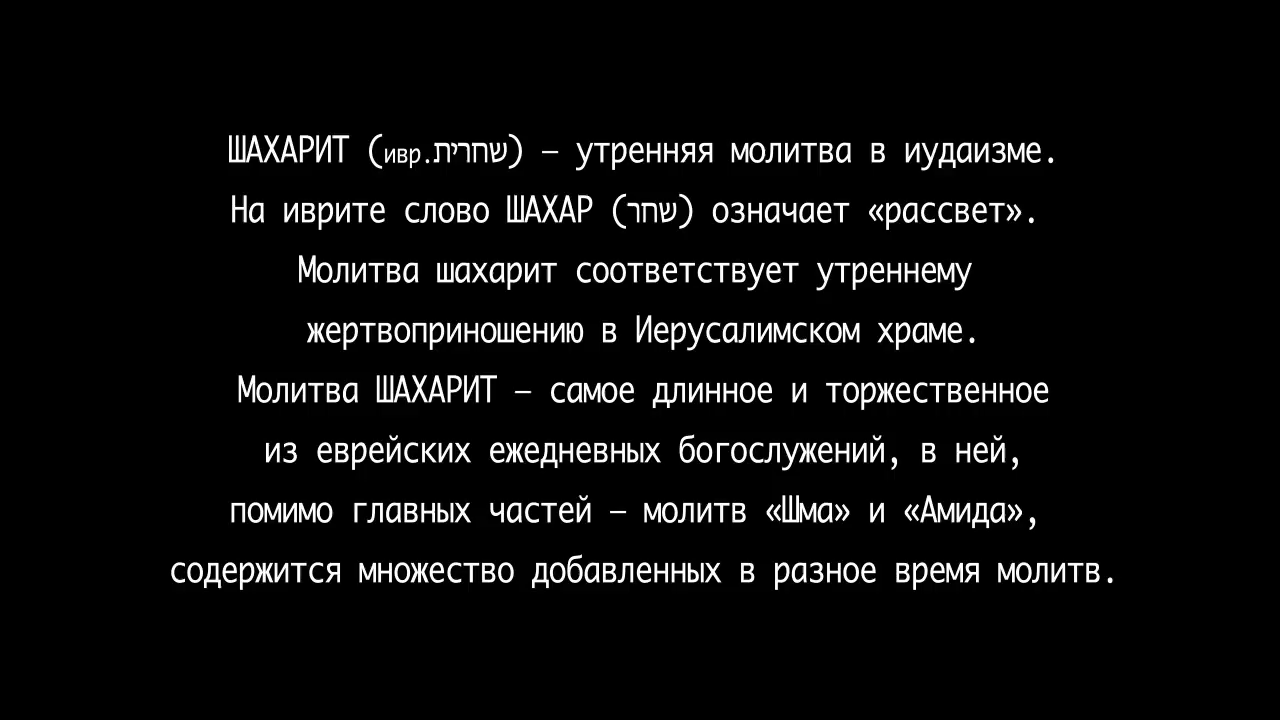 ШАХАРИТ (ивр.שחרית) – утренняя молитва в иудаизме.
На иврите слово ШАХАР (שחר) означает «рассвет».
Молитва шахарит соответствует утреннему
жертвоприношению в Иерусалимском храме.
Молитва ШАХАРИТ – самое длинное и торжественное
из еврейских ежедневных богослужений, в ней,
помимо главных частей – молитв «Шма» и «Амида»,
содержится множество добавленных в разное время молитв.